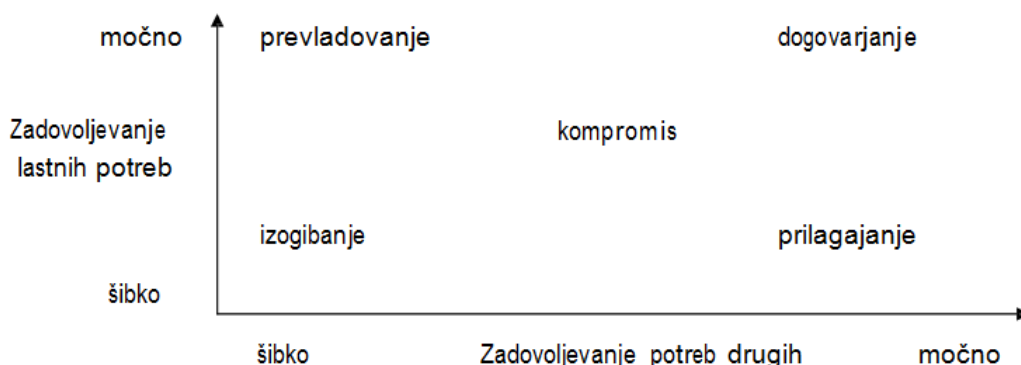 močno prevladovanje dogovarjanje
Zadovoljevanje kompromis
lastnih potreb
izogibanje prilagajanje
šibko
šibko Zadovoljevanje potreb drugih močno